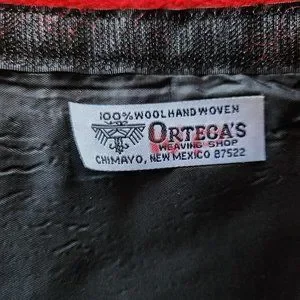 100% WOOL HAND WOVEN
ORTEGA'S
WEAVING SHOP
CHIMAYO, NEW MEXICO 87522